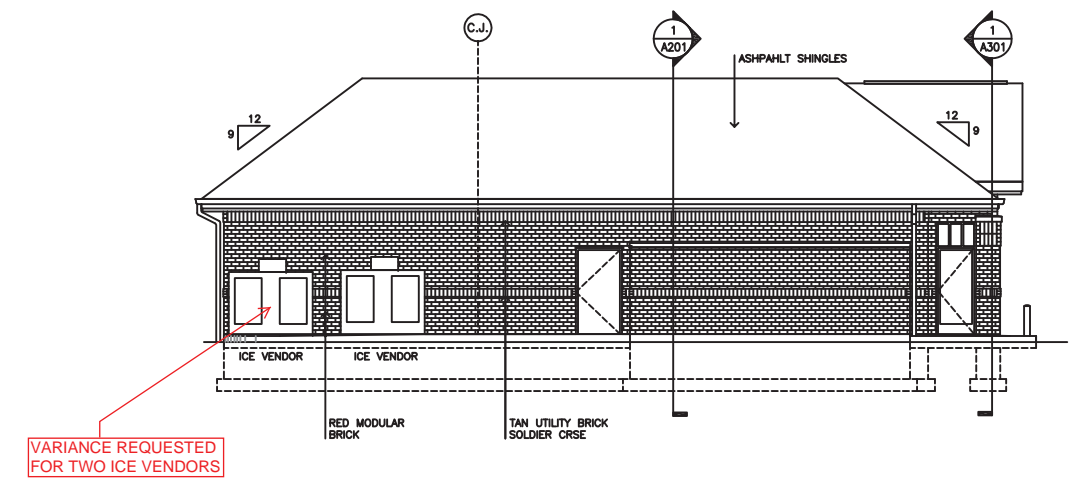 C.J.
1
A201
1
A301
ASHPAHLT SHINGLES
12
9
12
9
ICE VENDOR
ICE VENDOR
RED MODULAR
BRICK
TAN UTILITY BRICK
SOLDIER CRSE
VARIANCE REQUESTED
FOR TWO ICE VENDORS